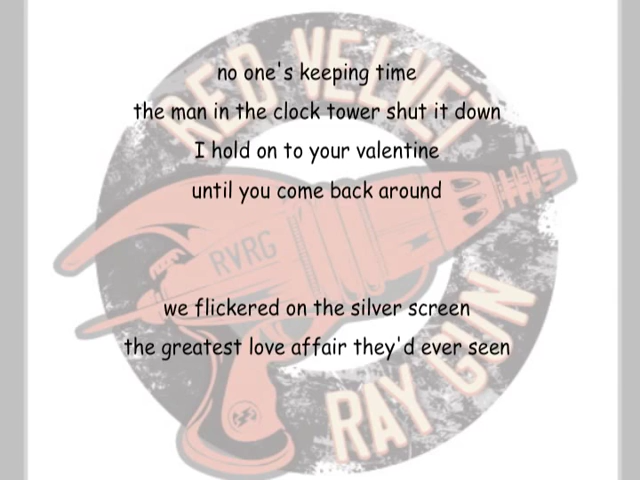 RED VELVET
no one's keeping time
the man in the clock tower shut it down
I hold on to your valentine
until you come back around
RVRG
we flickered on the silver screen
the greatest love affair they'd ever seen
RAY GUN